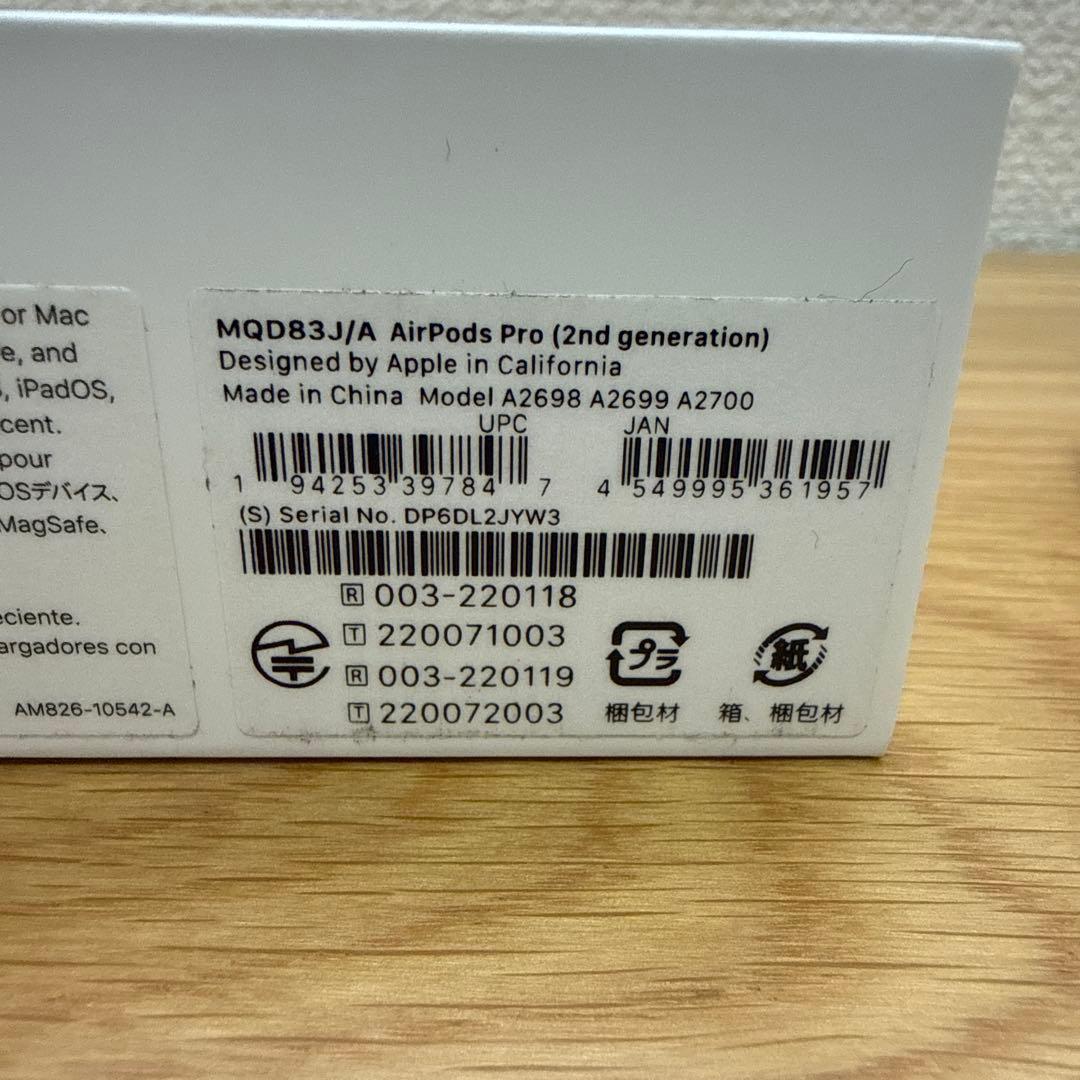 or Mac
e, and
, iPadOS,
cent.
pour
OSデバイス、
MagSafe、
eciente.
argadores con
AM826-10542-A
MQD83J/A AirPods Pro (2nd generation)
Designed by Apple in California
Made in China Model A2698 A2699 A2700
UPC JAN
1 94253 39784 7 4 549995 361957
(S) Serial No. DP6DL2JYW3
R 003-220118
T 220071003
R 003-220119
T 220072003
プラ
梱包材
紙
箱、梱包材